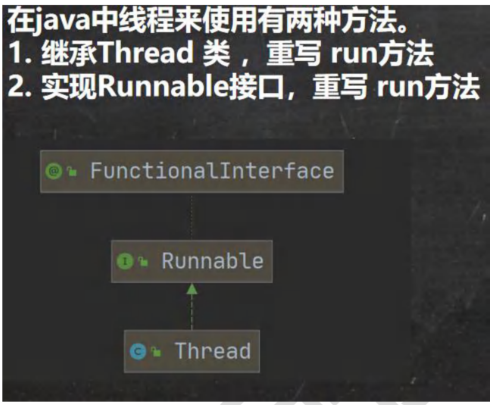 在java中线程来使用有两种方法。
1. 继承Thread 类 ，重写 run方法
2. 实现Runnable接口，重写 run方法
FunctionalInterface
I Runnable
C Thread